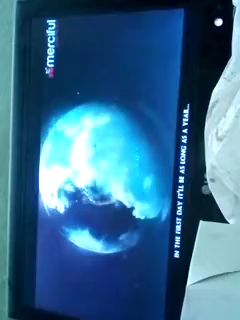 merciful
IN THE FIRST DAY IT'LL BE AS LONG AS A YEAR...